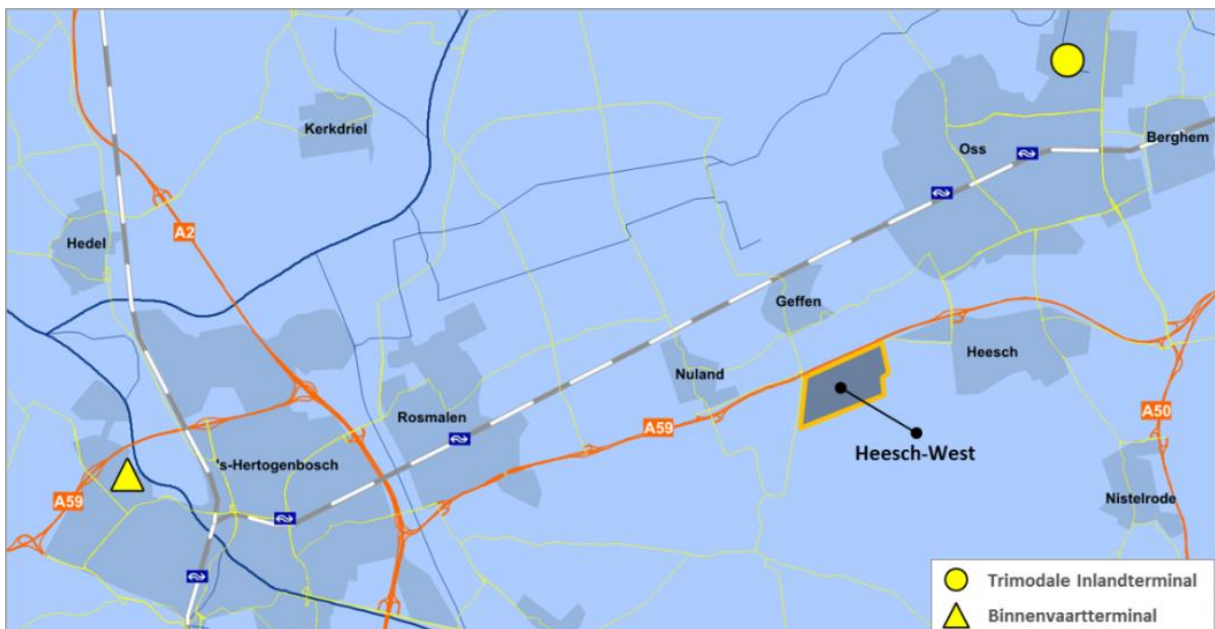 Kerkdriel
Oss
Berghem
A2
Hedel
Geffen
Heesch
Nuland
Rosmalen
A59
A50
Heesch-West
's-Hertogenbosch
A59
Nistelrode
Trimodale Inlandterminal
Binnenvaartterminal